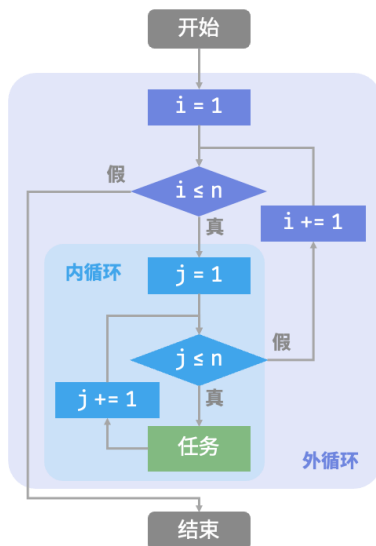 开始
i = 1
假
i ≤ n
真
i += 1
内循环
j = 1
j ≤ n
假
真
j += 1
任务
外循环
结束